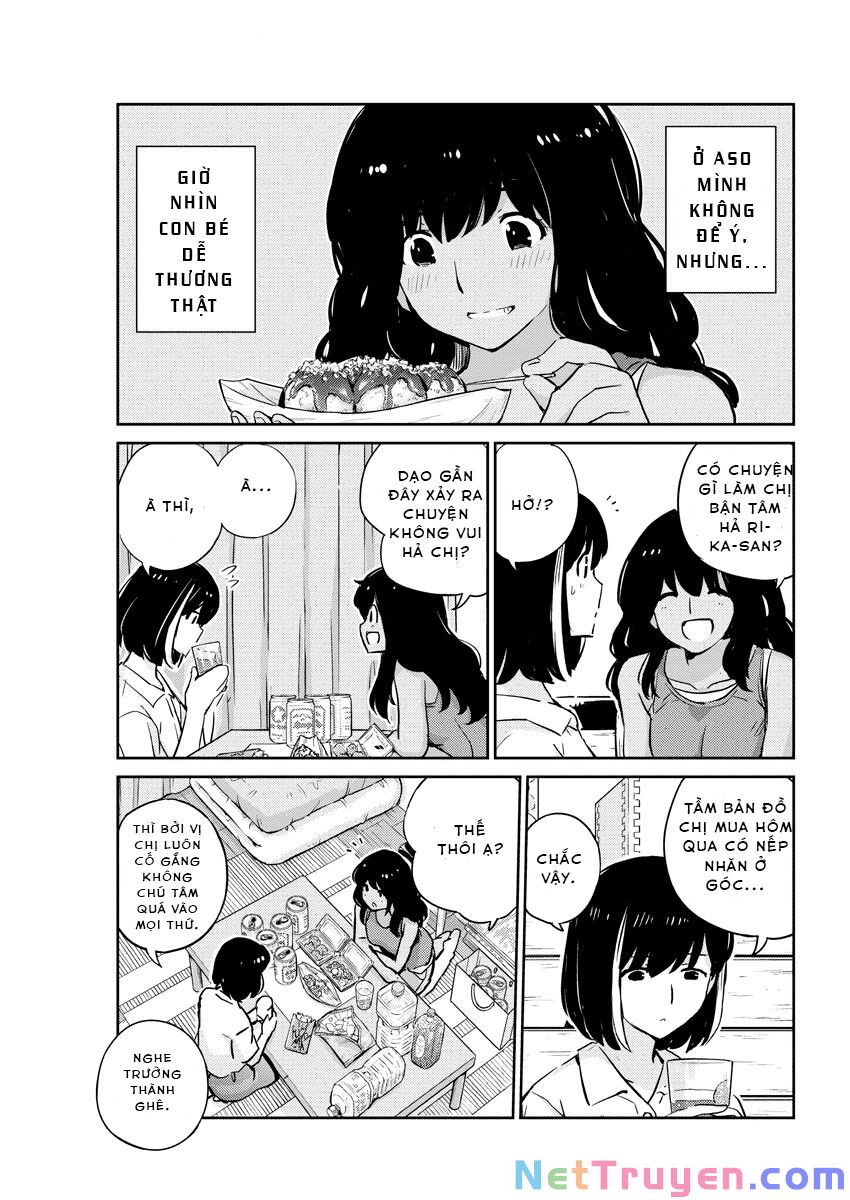 Ở ASO
MÌNH
KHÔNG
ĐỂ Ý,
NHƯNG...
GIỜ
NHÌN
CON BÉ
DỄ
THƯƠNG
THẬT
CÓ CHUYỆN
GÌ LÀM CHỊ
BẬN TÂM
HẢ RI-
KA-SAN?
HỞ!?
DẠO GẦN
ĐÂY XẢY RA
CHUYỆN
KHÔNG VUI
HẢ CHỊ?
À...
À THÌ,
TẦM BẢN ĐỒ
CHỊ MUA HÔM
QUA CÓ NẾP
NHĂN Ở
GÓC...
CHẮC
VẬY.
THẾ
THÔI Ạ?
THÌ BỞI VỊ
CHỊ LUÔN
CỐ GẮNG
KHÔNG
CHÚ TÂM
QUÁ VÀO
MỌI THỨ.
NGHE
TRƯỞNG
THÀNH
GHÊ.
NetTruyen.com